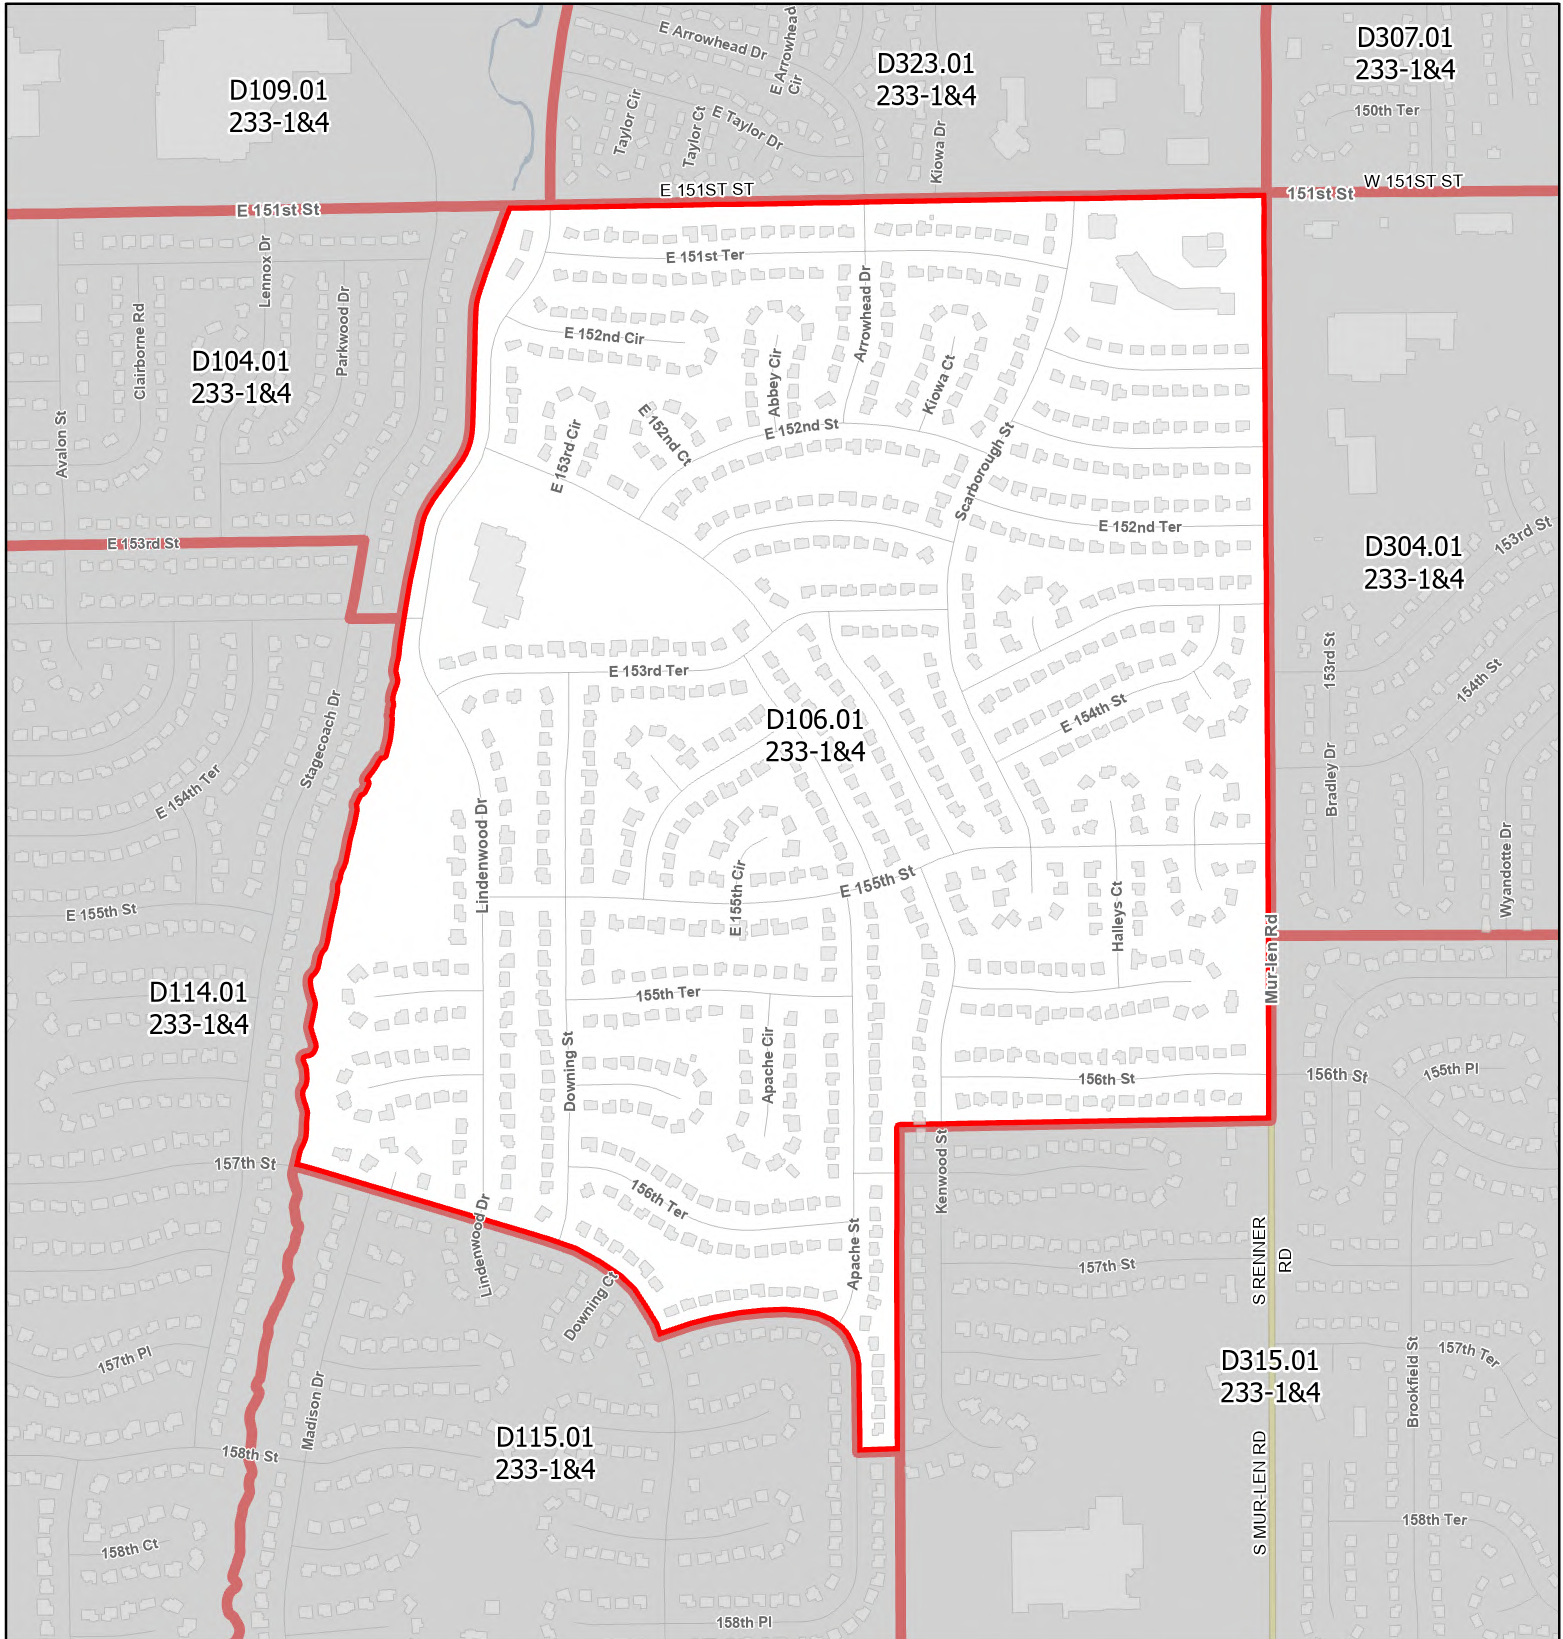 D109.01
233-1&4
E Arrowhead Dr
E Arrowhead
Cir
D323.01
233-1&4
D307.01
233-1&4
150th Ter
Taylor Cir
Taylor Ct
E Taylor Dr
Kiowa Dr
E 151ST ST
W 151ST ST
151st St
E 151st St
Lennox Dr
E 151st Ter
Clairborne Rd
Parkwood Dr
Arrowhead Dr
E 152nd Cir
D104.01
233-1&4
Abbey Cir
Kiowa Ct
Avalon St
E 153rd Cir
E 152nd Ct
E 152nd St
Scarborough St
E 152nd Ter
153rd St
E 153rd St
D304.01
233-1&4
E 153rd Ter
153rd St
154th St
Stagecoach Dr
D106.01
233-1&4
E 154th St
E 154th Ter
Bradley Dr
Lindenwood Dr
Wyandotte Dr
E 155th St
E 155th Cir
E 155th St
Halleys Ct
Mur-len Rd
D114.01
233-1&4
155th Ter
Downing St
Apache Cir
156th St
156th St
155th Pl
157th St
Kenwood St
156th Ter
Lindenwood Dr
Apache St
157th St
S RENNER
RD
Downing Ct
157th Pl
D315.01
233-1&4
157th Ter
Brookfield St
Madison Dr
D115.01
233-1&4
158th St
S MUR-LEN RD
158th Ter
158th Ct
158th Pl